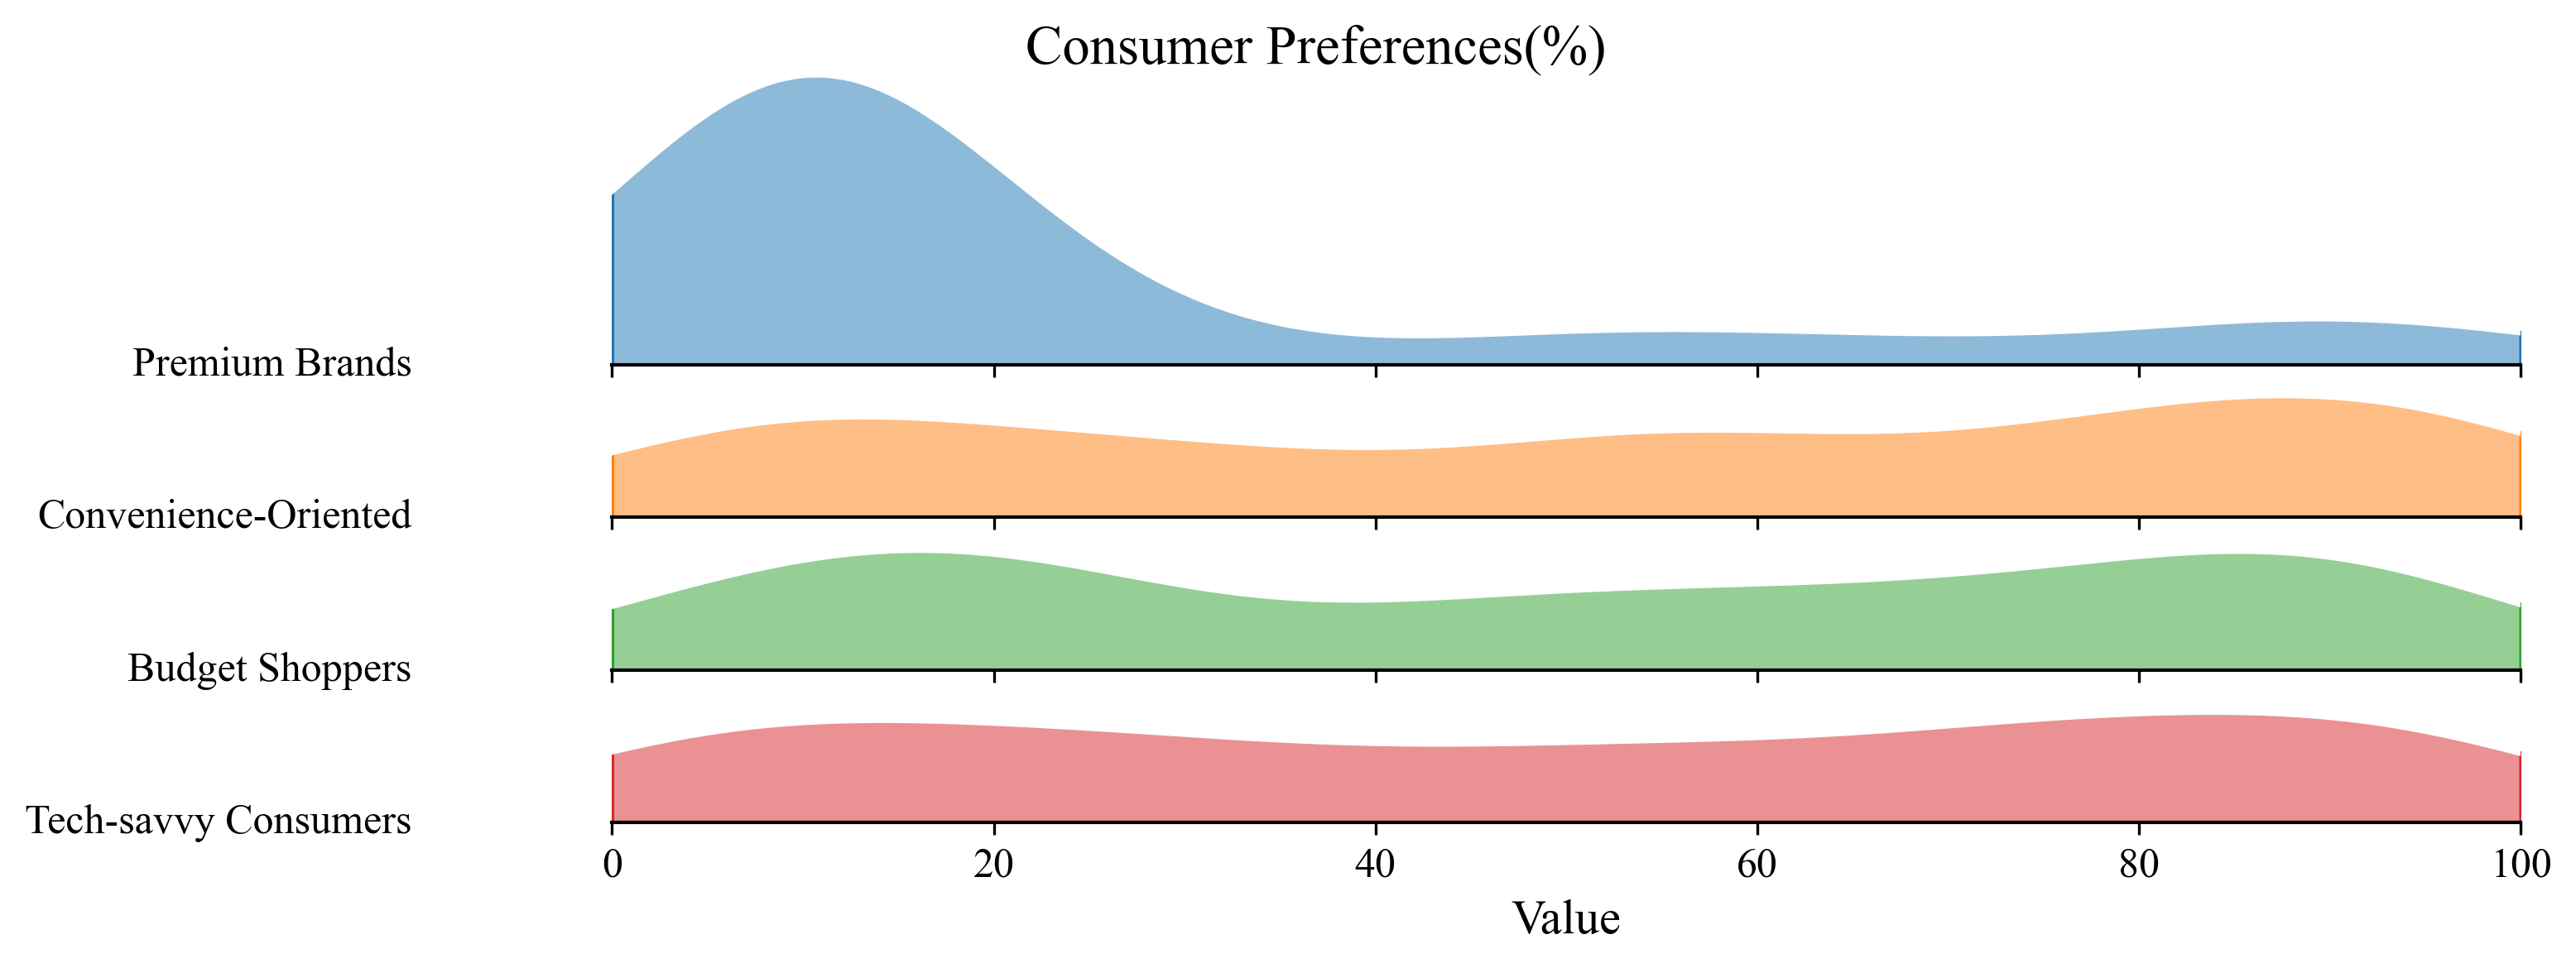 Consumer Preferences(%)
Premium Brands
Convenience-Oriented
Budget Shoppers
Tech-savvy Consumers
0 20 40 60 80 100
Value